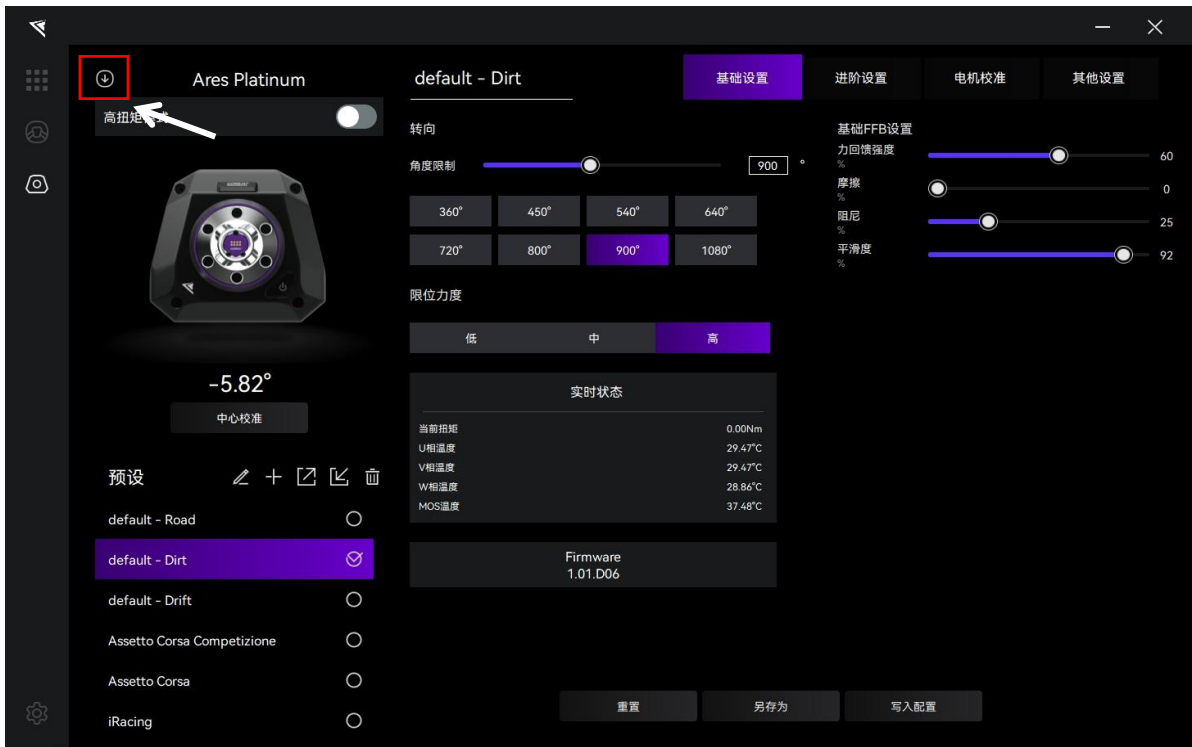 Ares Platinum
高扭矩
default - Dirt
基础设置
进阶设置
电机校准
其他设置
转向
角度限制
900
°
360°
450°
540°
640°
720°
800°
900°
1080°
限位力度
低
中
高
基础FFB设置
力回馈强度
%
60
摩擦
%
0
阻尼
%
25
平滑度
%
92
-5.82°
中心校准
实时状态
当前扭矩 0.00Nm
U相温度 29.47°C
V相温度 29.47°C
W相温度 28.86°C
MOS温度 37.48°C
Firmware
1.01.D06
预设
default - Road
default - Dirt
default - Drift
Assetto Corsa Competizione
Assetto Corsa
iRacing
重置
另存为
写入配置